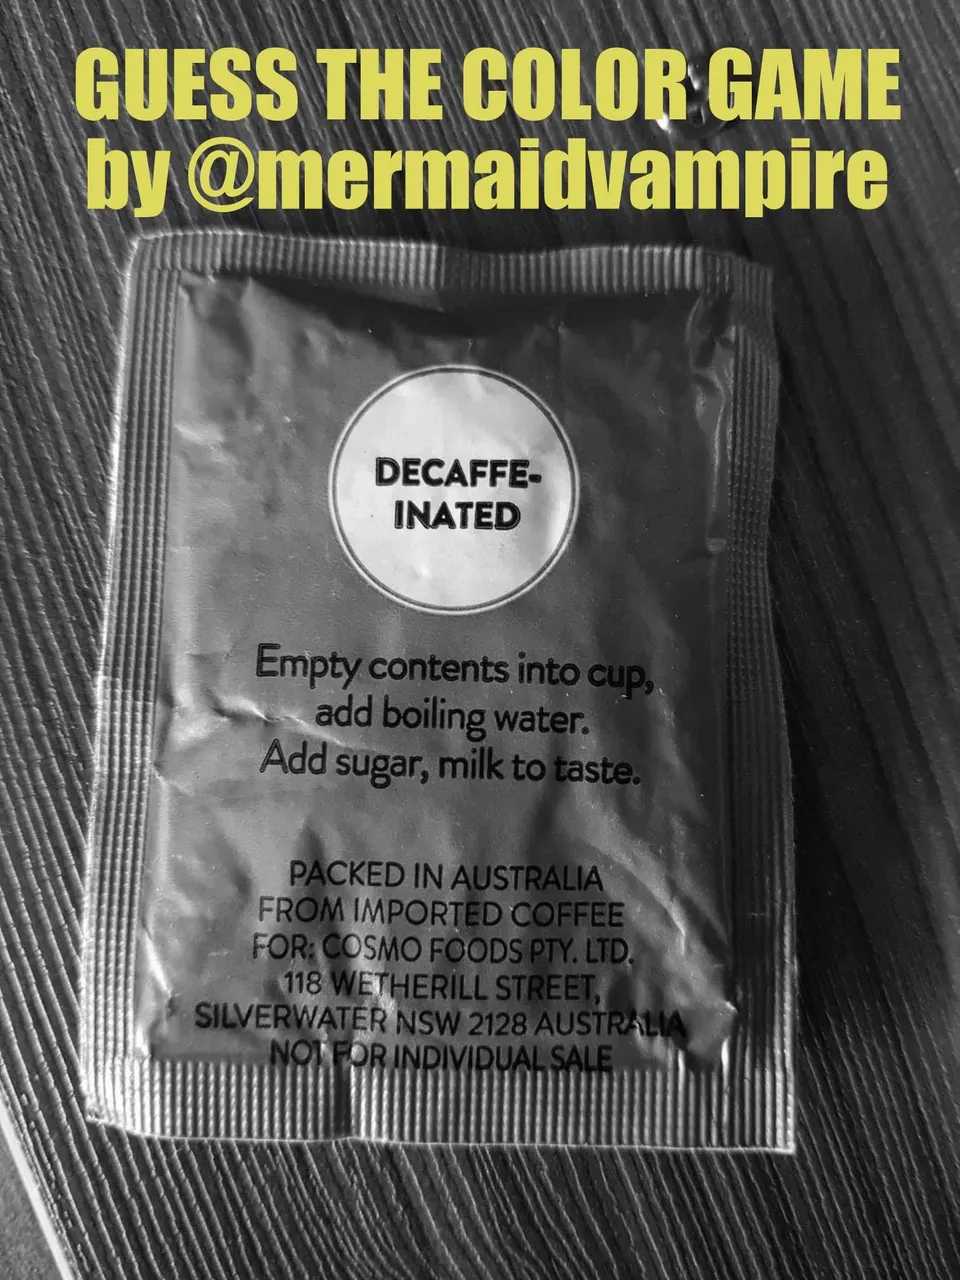 GUESS THE COLOR GAME
by @mermaidvampire
DECAFFE-
INATED
Empty contents into cup,
add boiling water.
Add sugar, milk to taste.
PACKED IN AUSTRALIA
FROM IMPORTED COFFEE
FOR: COSMO FOODS PTY. LTD.
118 WETHERILL STREET,
SILVERWATER NSW 2128 AUSTRALIA
NOT FOR INDIVIDUAL SALE